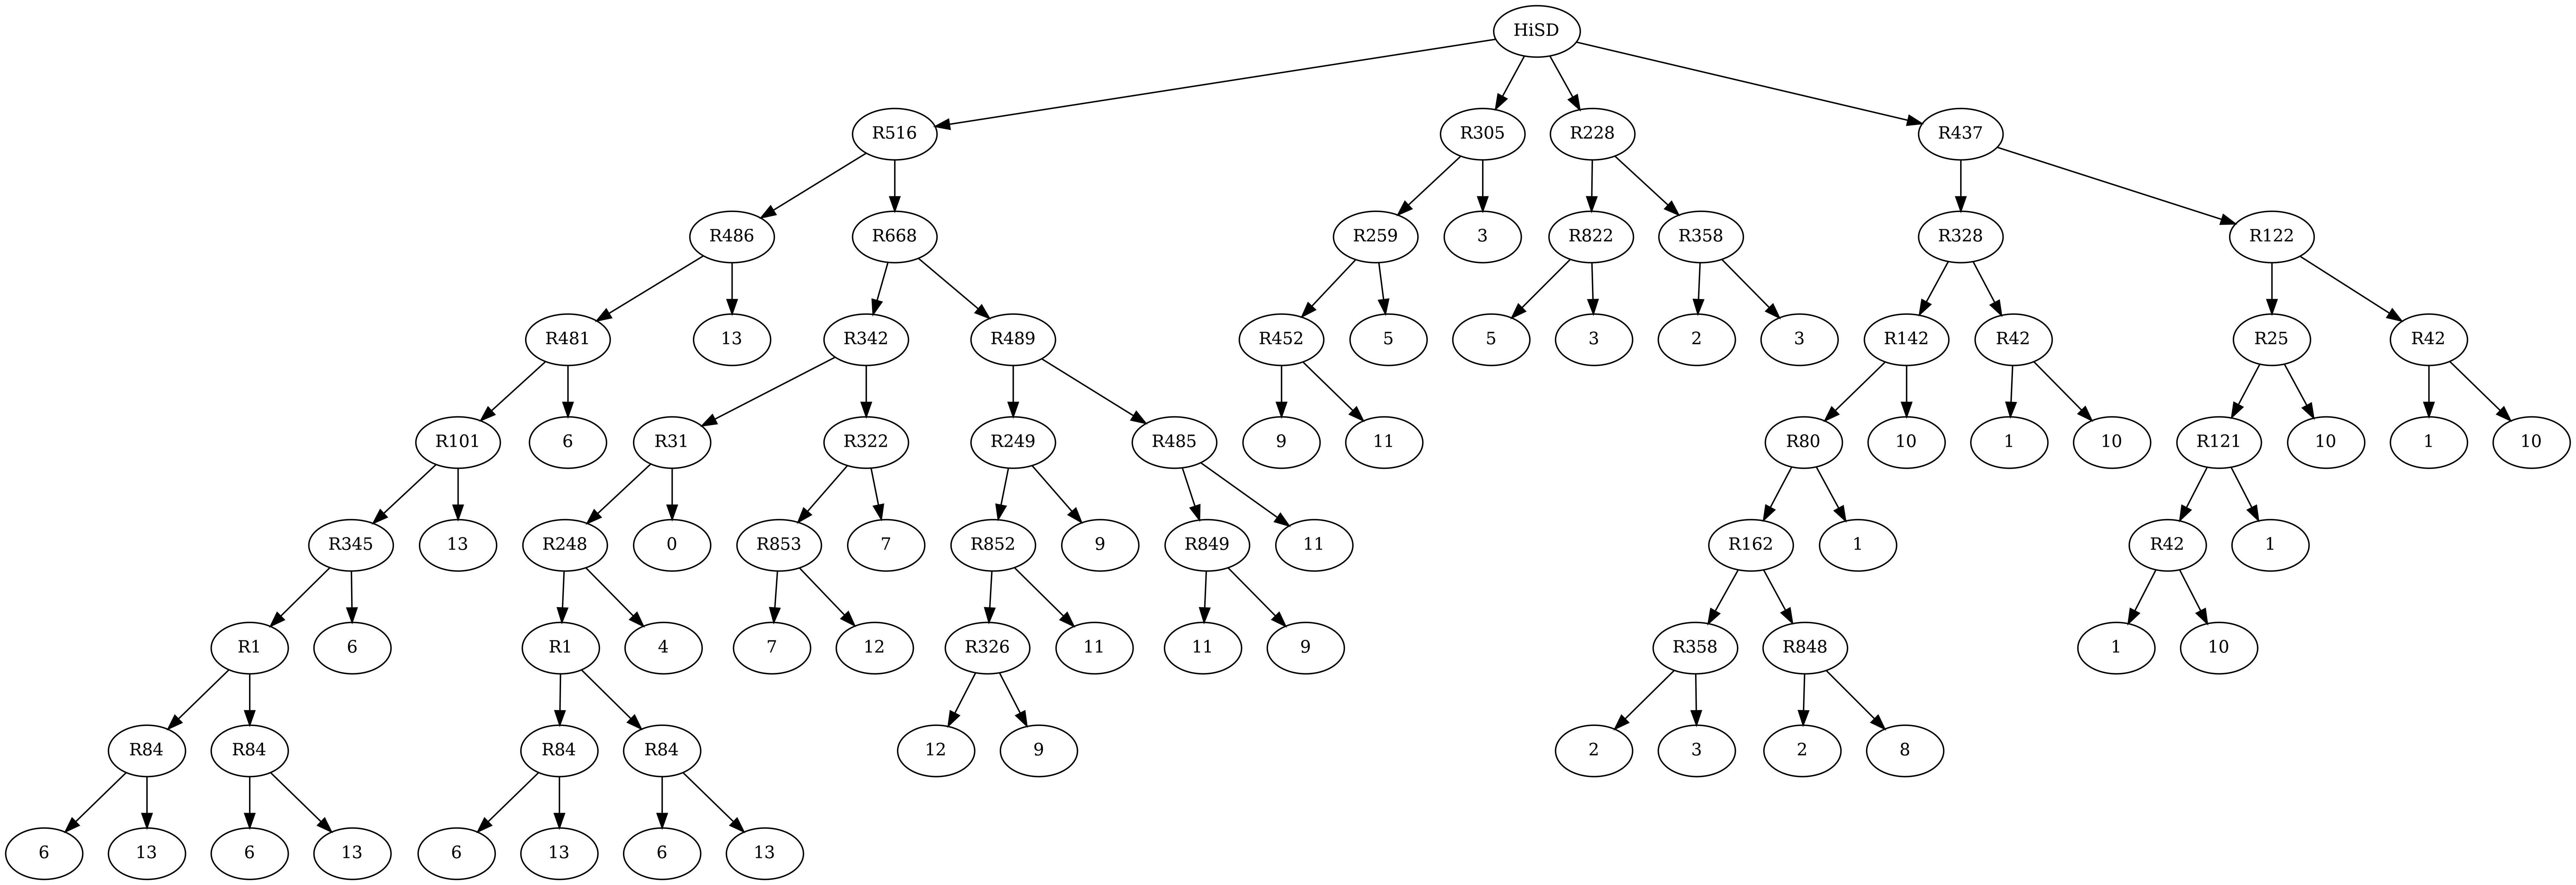 HiSD
R516 R305 R228 R437
R486 R668 R259 3 R822 R358 R328 R122
R481 13 R342 R489 R452 5 5 3 2 3 R142 R42 R25 R42
R101 6 R31 R322 R249 R485 9 11 R80 10 1 10 R121 10 1 10
R345 13 R248 0 R853 7 R852 9 R849 11 R162 1 R42 1
R1 6 R1 4 7 12 R326 11 11 9 R358 R848 1 10
R84 R84 R84 R84 12 9 2 3 2 8
6 13 6 13 6 13 6 13